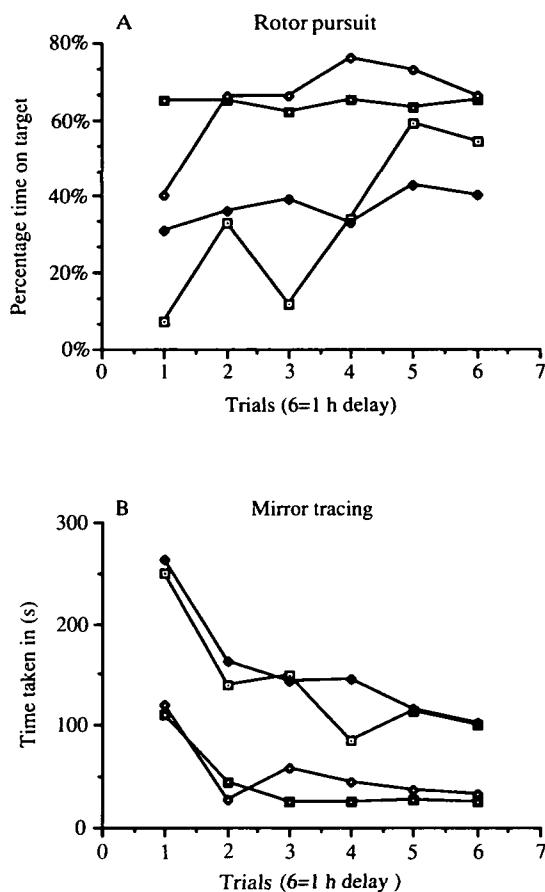 A Rotor pursuit
80%
60%
40%
20%
0%
Percentage time on target
0 1 2 3 4 5 6 7
Trials (6=1 h delay)
B Mirror tracing
300
200
100
0
Time taken in (s)
0 1 2 3 4 5 6 7
Trials (6=1 h delay )